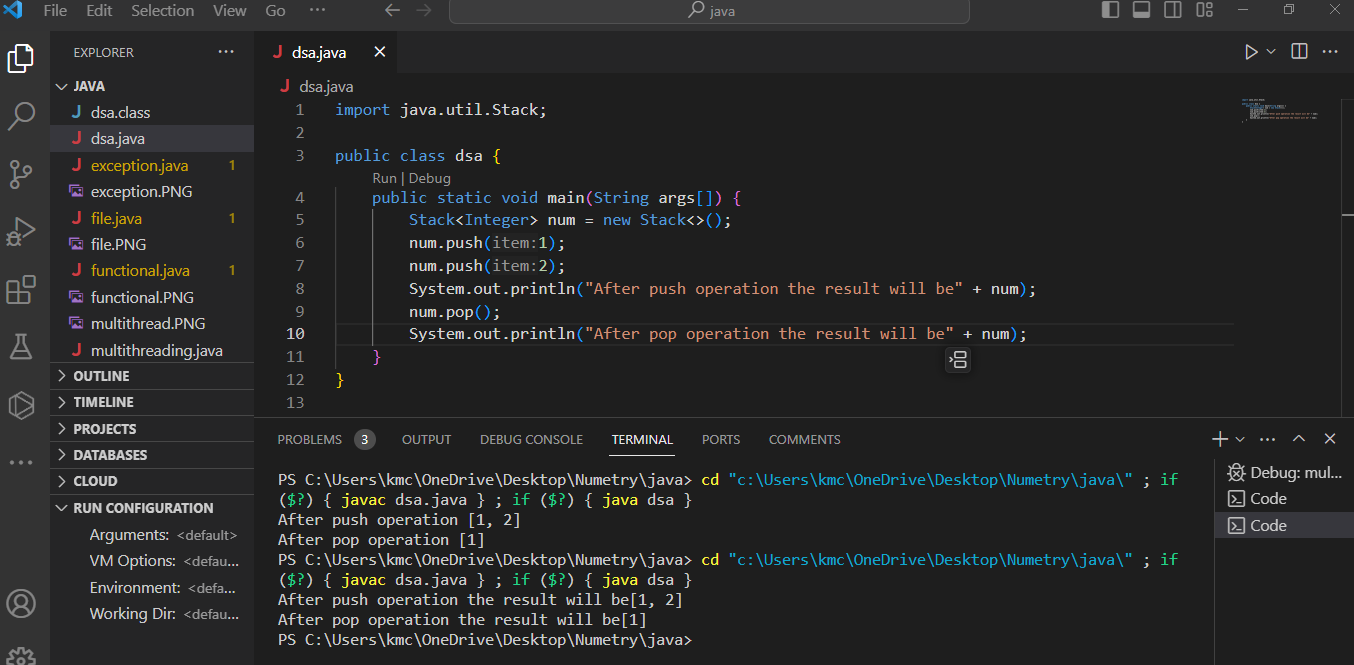 File Edit Selection View Go ··· java
EXPLORER ···
JAVA
dsa.class
dsa.java
exception.java 1
exception.PNG
file.java 1
file.PNG
functional.java 1
functional.PNG
multithread.PNG
multithreading.java
OUTLINE
TIMELINE
PROJECTS
DATABASES
CLOUD
RUN CONFIGURATION
Arguments: <default>
VM Options: <defau...
Environment: <defa...
Working Dir: <defau...
J dsa.java
J dsa.java
1 import java.util.Stack;
2
3 public class dsa {
Run | Debug
4 public static void main(String args[]) {
5 Stack<Integer> num = new Stack<>();
6 num.push(item:1);
7 num.push(item:2);
8 System.out.println("After push operation the result will be" + num);
9 num.pop();
10 System.out.println("After pop operation the result will be" + num);
11 }
12 }
13
PROBLEMS 3 OUTPUT DEBUG CONSOLE TERMINAL PORTS COMMENTS
PS C:\Users\kmc\OneDrive\Desktop\Numetry\java> cd "c:\Users\kmc\OneDrive\Desktop\Numetry\java\" ; if
($?) { javac dsa.java } ; if ($?) { java dsa }
After push operation [1, 2]
After pop operation [1]
PS C:\Users\kmc\OneDrive\Desktop\Numetry\java> cd "c:\Users\kmc\OneDrive\Desktop\Numetry\java\" ; if
($?) { javac dsa.java } ; if ($?) { java dsa }
After push operation the result will be[1, 2]
After pop operation the result will be[1]
PS C:\Users\kmc\OneDrive\Desktop\Numetry\java>
Debug: mul...
Code
Code